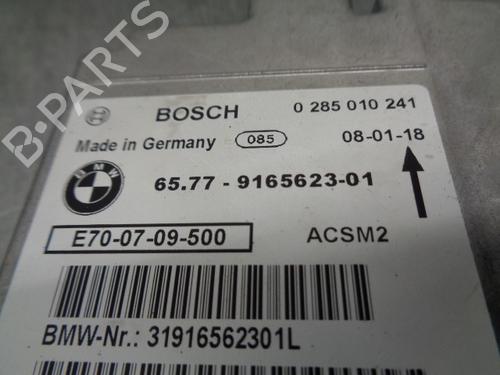 B-PARTS
BOSCH 0 285 010 241
Made in Germany 085 08-01-18
BMW 65.77 - 9165623-01
E70-07-09-500 ACSM2
BMW-Nr.: 31916562301L